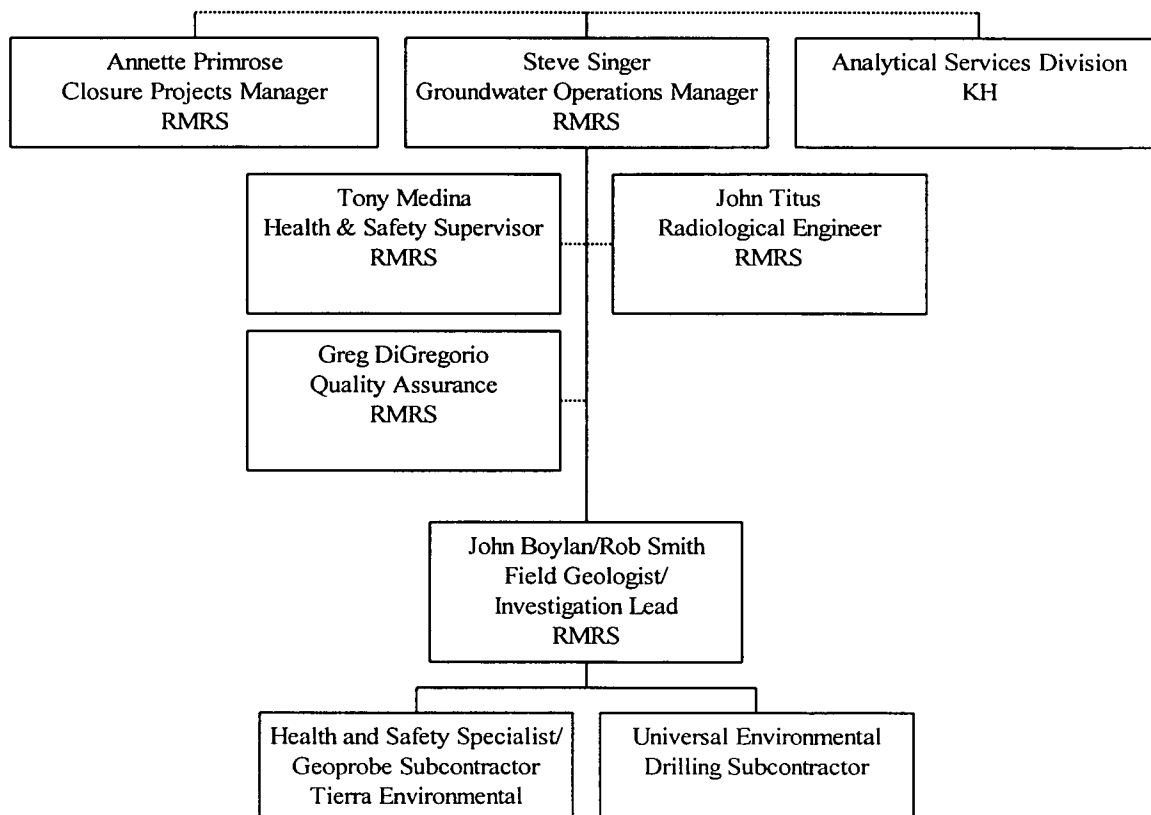 Annette Primrose
Closure Projects Manager
RMRS
Steve Singer
Groundwater Operations Manager
RMRS
Analytical Services Division
KH
Tony Medina
Health & Safety Supervisor
RMRS
John Titus
Radiological Engineer
RMRS
Greg DiGregorio
Quality Assurance
RMRS
John Boylan/Rob Smith
Field Geologist/
Investigation Lead
RMRS
Health and Safety Specialist/
Geoprobe Subcontractor
Tierra Environmental
Universal Environmental
Drilling Subcontractor